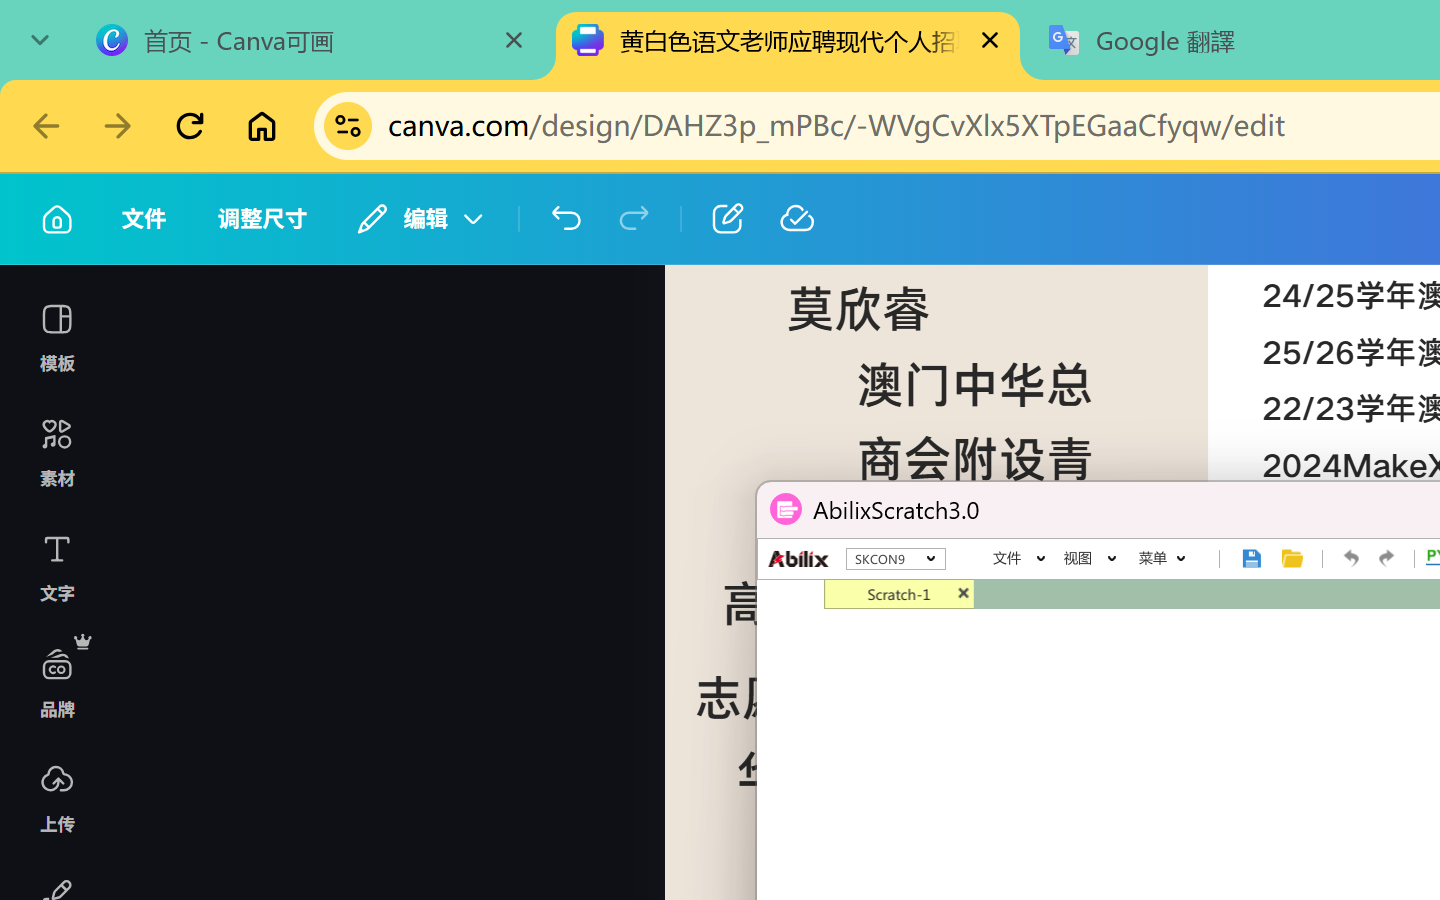 首页 - Canva可画
黄白色语文老师应聘现代个人招
Google 翻譯
canva.com/design/DAHZ3p_mPBc/-WVgCvXlx5XTpEGaaCfyqw/edit
文件
调整尺寸
编辑
模板
素材
文字
品牌
上传
莫欣睿
澳门中华总
商会附设青
高
志
24/25学年澳
25/26学年澳
22/23学年澳
2024MakeX
AbilixScratch3.0
Abilix
SKCON9
文件
视图
菜单
Scratch-1